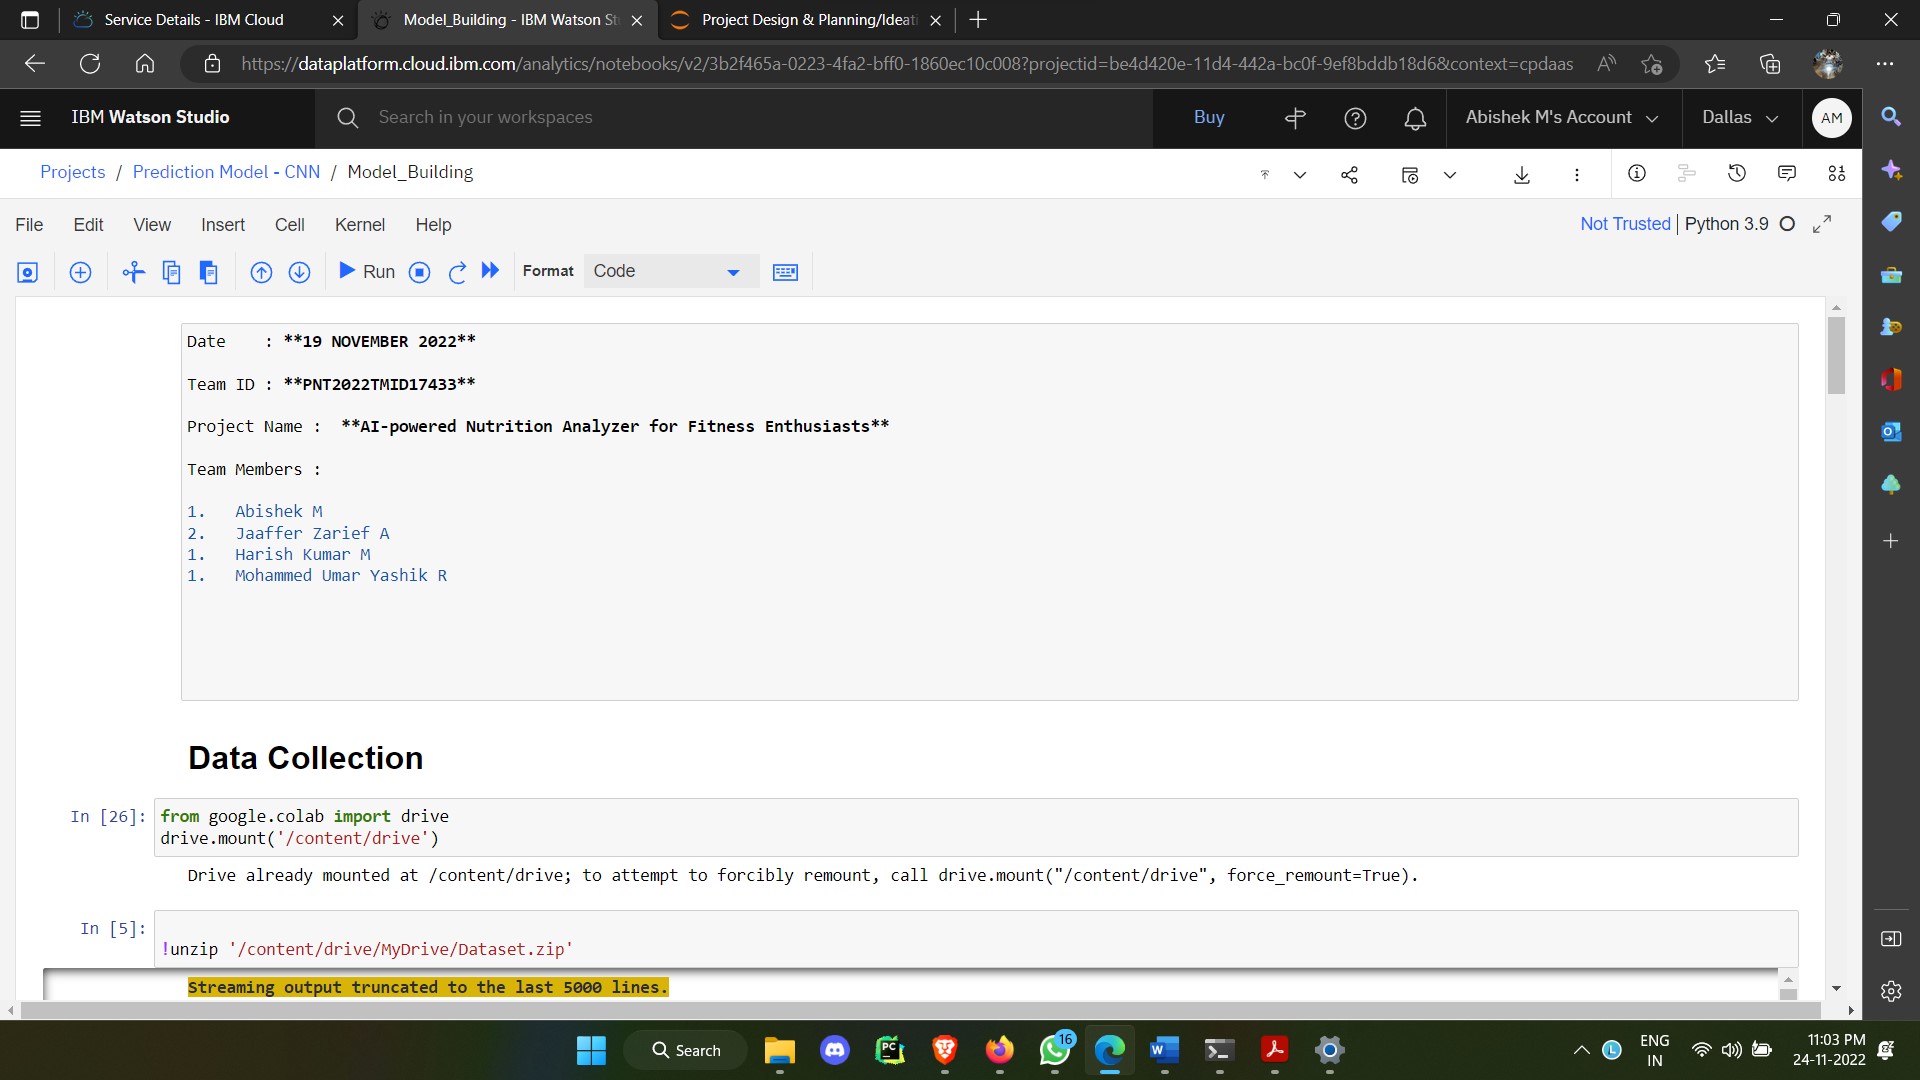 Service Details - IBM Cloud
Model_Building - IBM Watson St
Project Design & Planning/Ideati
https://dataplatform.cloud.ibm.com/analytics/notebooks/v2/3b2f465a-0223-4fa2-bff0-1860ec10c008?projectid=be4d420e-11d4-442a-bc0f-9ef8bddb18d6&context=cpdaas
IBM Watson Studio
Search in your workspaces
Buy
Abishek M's Account
Dallas
AM
Projects / Prediction Model - CNN / Model_Building
File Edit View Insert Cell Kernel Help
Not Trusted | Python 3.9
Run
Format
Code
Date    : **19 NOVEMBER 2022**
Team ID : **PNT2022TMID17433**
Project Name :  **AI-powered Nutrition Analyzer for Fitness Enthusiasts**
Team Members :
1.   Abishek M
2.   Jaaffer Zarief A
1.   Harish Kumar M
1.   Mohammed Umar Yashik R
Data Collection
In [26]: from google.colab import drive
drive.mount('/content/drive')
Drive already mounted at /content/drive; to attempt to forcibly remount, call drive.mount("/content/drive", force_remount=True).
In [5]:
!unzip '/content/drive/MyDrive/Dataset.zip'
Streaming output truncated to the last 5000 lines.
Search
16
ENG
IN
11:03 PM
24-11-2022